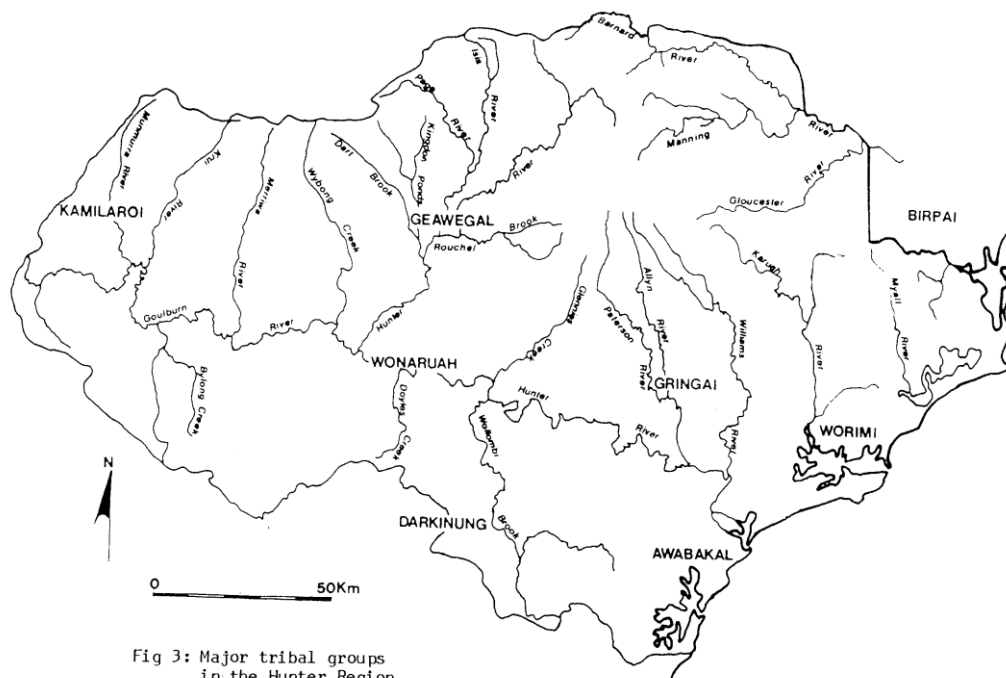 Barnard
River
Isis
Page
River
River
Kingdon Ponds
Dart
Brook
Munmurra
River
Krui
River
Merriwa
River
Wybong
Creek
River
Manning
River
River
Gloucester
KAMILAROI
GEAWEGAL
BIRPAI
Rouchel
Brook
Karuah
River
Myall
River
Goulburn
River
Hunter
Glennies
Creek
Paterson
River
Allyn
River
Williams
River
WONARUAH
GRINGAI
Bylong Creek
Doyles
Creek
Hunter
River
Wollombi
Brook
WORIMI
N
DARKINUNG
AWABAKAL
0 50Km
Fig 3: Major tribal groups
in the Hunter Region